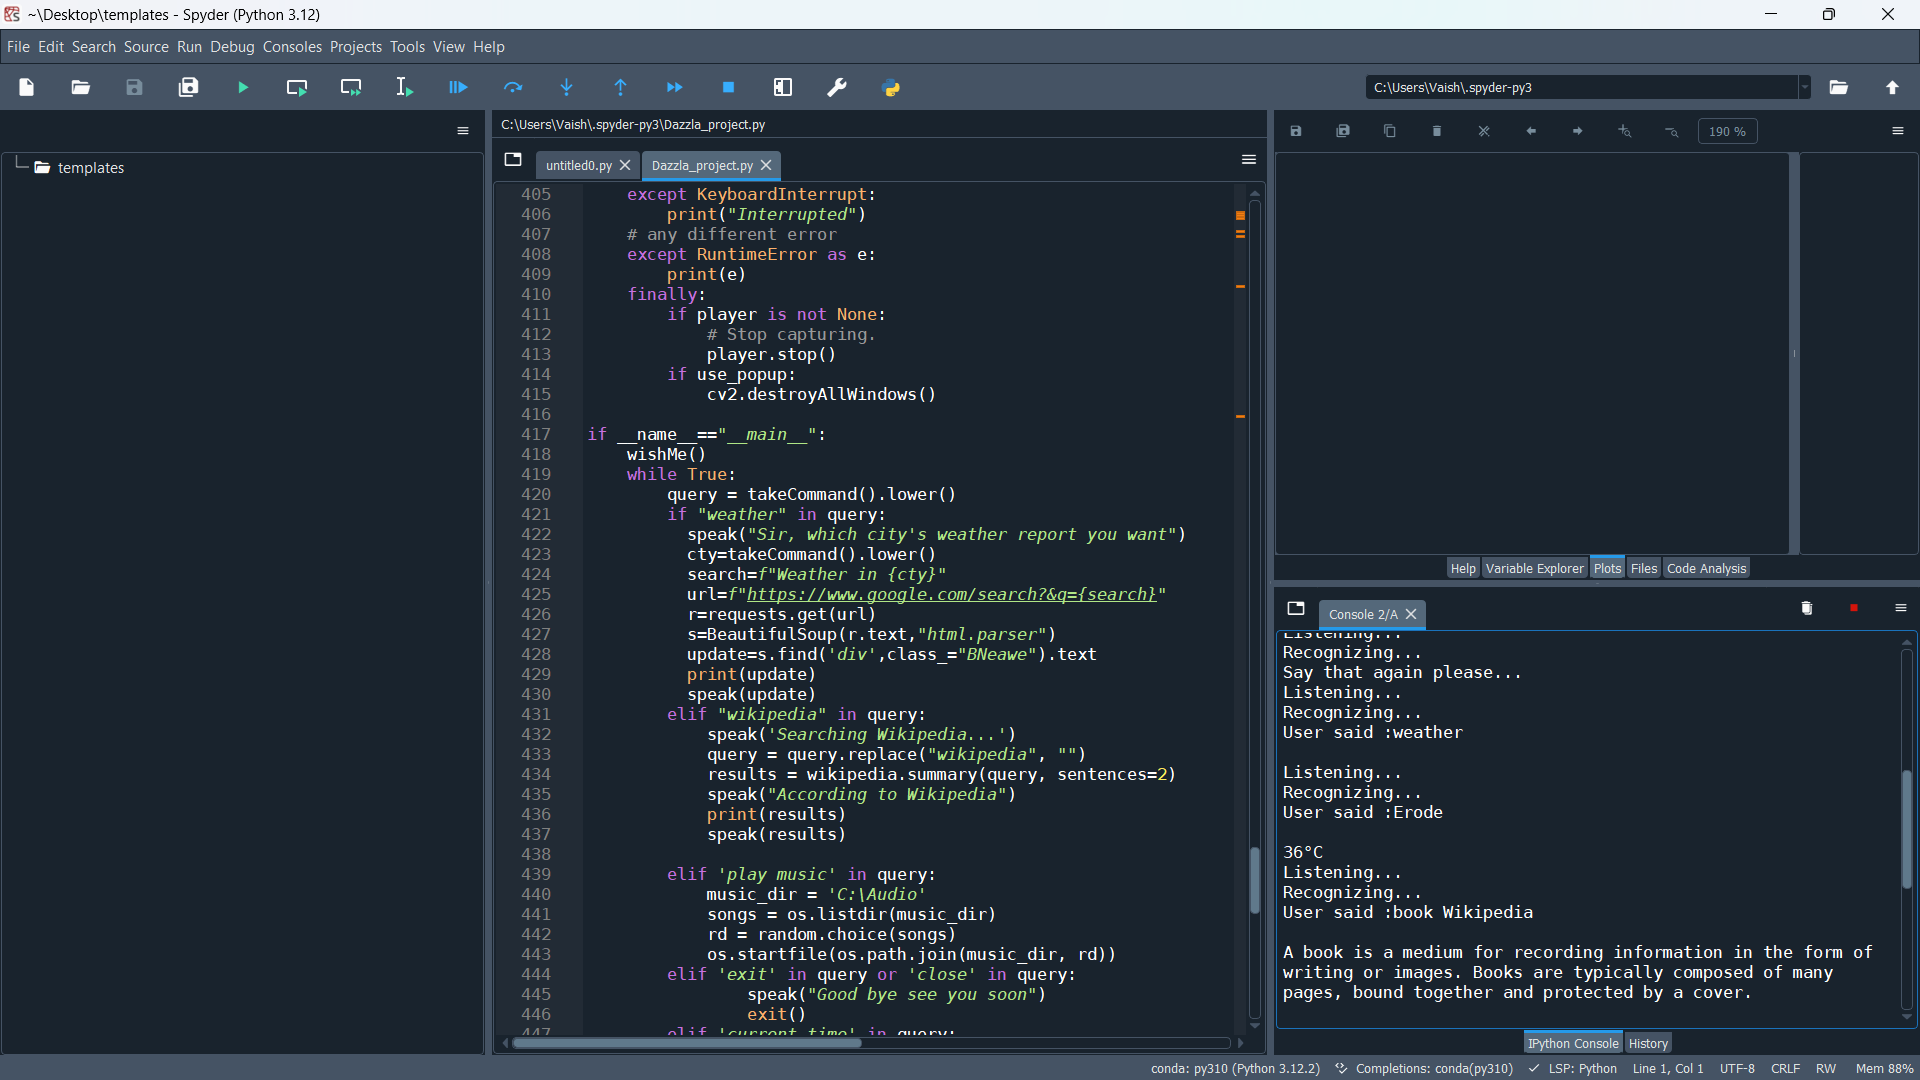 ~\Desktop\templates - Spyder (Python 3.12)
File Edit Search Source Run Debug Consoles Projects Tools View Help
C:\Users\Vaish\.spyder-py3
templates
C:\Users\Vaish\.spyder-py3\Dazzla_project.py
untitled0.py
Dazzla_project.py
405 except KeyboardInterrupt:
406 print("Interrupted")
407 # any different error
408 except RuntimeError as e:
409 print(e)
410 finally:
411 if player is not None:
412 # Stop capturing.
413 player.stop()
414 if use_popup:
415 cv2.destroyAllWindows()
416
417 if __name__=="__main__":
418 wishMe()
419 while True:
420 query = takeCommand().lower()
421 if "weather" in query:
422 speak("Sir, which city's weather report you want")
423 cty=takeCommand().lower()
424 search=f"Weather in {cty}"
425 url=f"https://www.google.com/search?&q={search}"
426 r=requests.get(url)
427 s=BeautifulSoup(r.text,"html.parser")
428 update=s.find('div',class_="BNeawe").text
429 print(update)
430 speak(update)
431 elif "wikipedia" in query:
432 speak('Searching Wikipedia...')
433 query = query.replace("wikipedia", "")
434 results = wikipedia.summary(query, sentences=2)
435 speak("According to Wikipedia")
436 print(results)
437 speak(results)
438
439 elif 'play music' in query:
440 music_dir = 'C:\Audio'
441 songs = os.listdir(music_dir)
442 rd = random.choice(songs)
443 os.startfile(os.path.join(music_dir, rd))
444 elif 'exit' in query or 'close' in query:
445 speak("Good bye see you soon")
446 exit()
447 elif 'current time' in query:
190 %
Help Variable Explorer Plots Files Code Analysis
Console 2/A
Listening...
Recognizing...
Say that again please...
Listening...
Recognizing...
User said :weather
Listening...
Recognizing...
User said :Erode
36°C
Listening...
Recognizing...
User said :book Wikipedia
A book is a medium for recording information in the form of
writing or images. Books are typically composed of many
pages, bound together and protected by a cover.
IPython Console History
conda: py310 (Python 3.12.2) Completions: conda(py310) LSP: Python Line 1, Col 1 UTF-8 CRLF RW Mem 88%